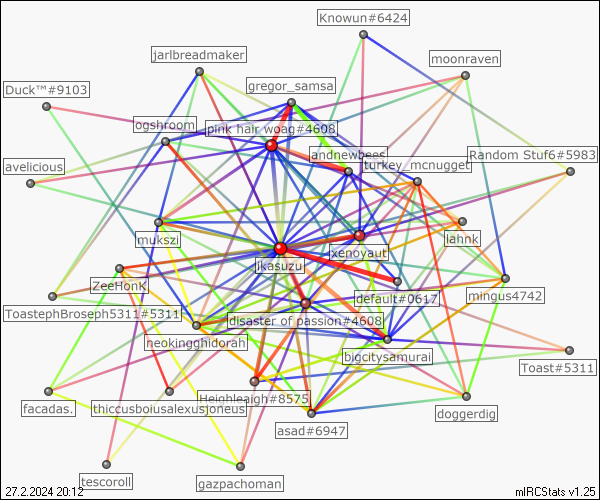 Knowun#6424
jarlbreadmaker
moonraven
gregor_samsa
Duck™#9103
ogshroom
pink hair woag#4608
andnewbees
Random Stuf6#5983
turkey_mcnugget
avelicious
mukszi
xenoyaut
lahnk
ikasuzu
ZeeHonK
default#0617
mingus4742
ToastephBroseph5311#5311
disaster of passion#4608
neokingghidorah
bigcitysamurai
Toast#5311
Heighleaigh#8575
facadas.
thiccusboiusalexusjoneus
doggerdig
asad#6947
tescoroll
gazpachoman
27.2.2024 20:12
mIRCStats v1.25